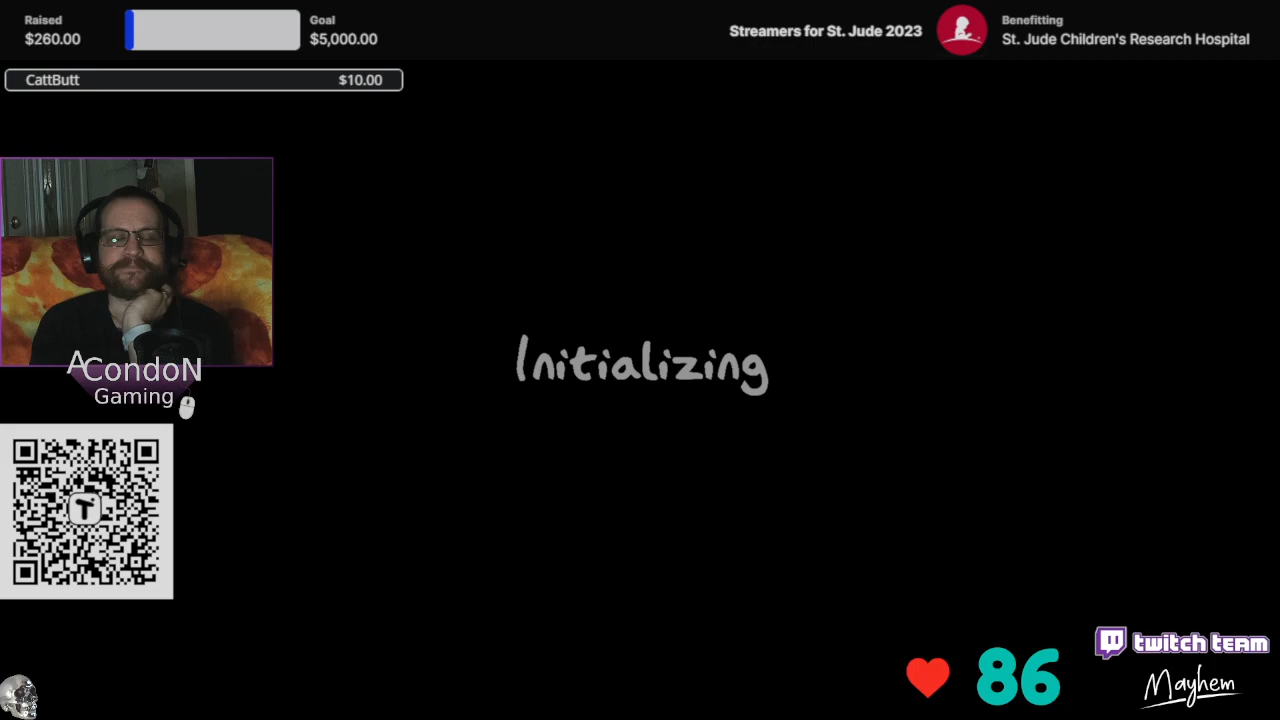 Raised
$260.00
Goal
$5,000.00
Streamers for St. Jude 2023
Benefitting
St. Jude Children's Research Hospital
CattButt $10.00
ACondoN
Gaming
T
Initializing
86
twitch team
Mayhem